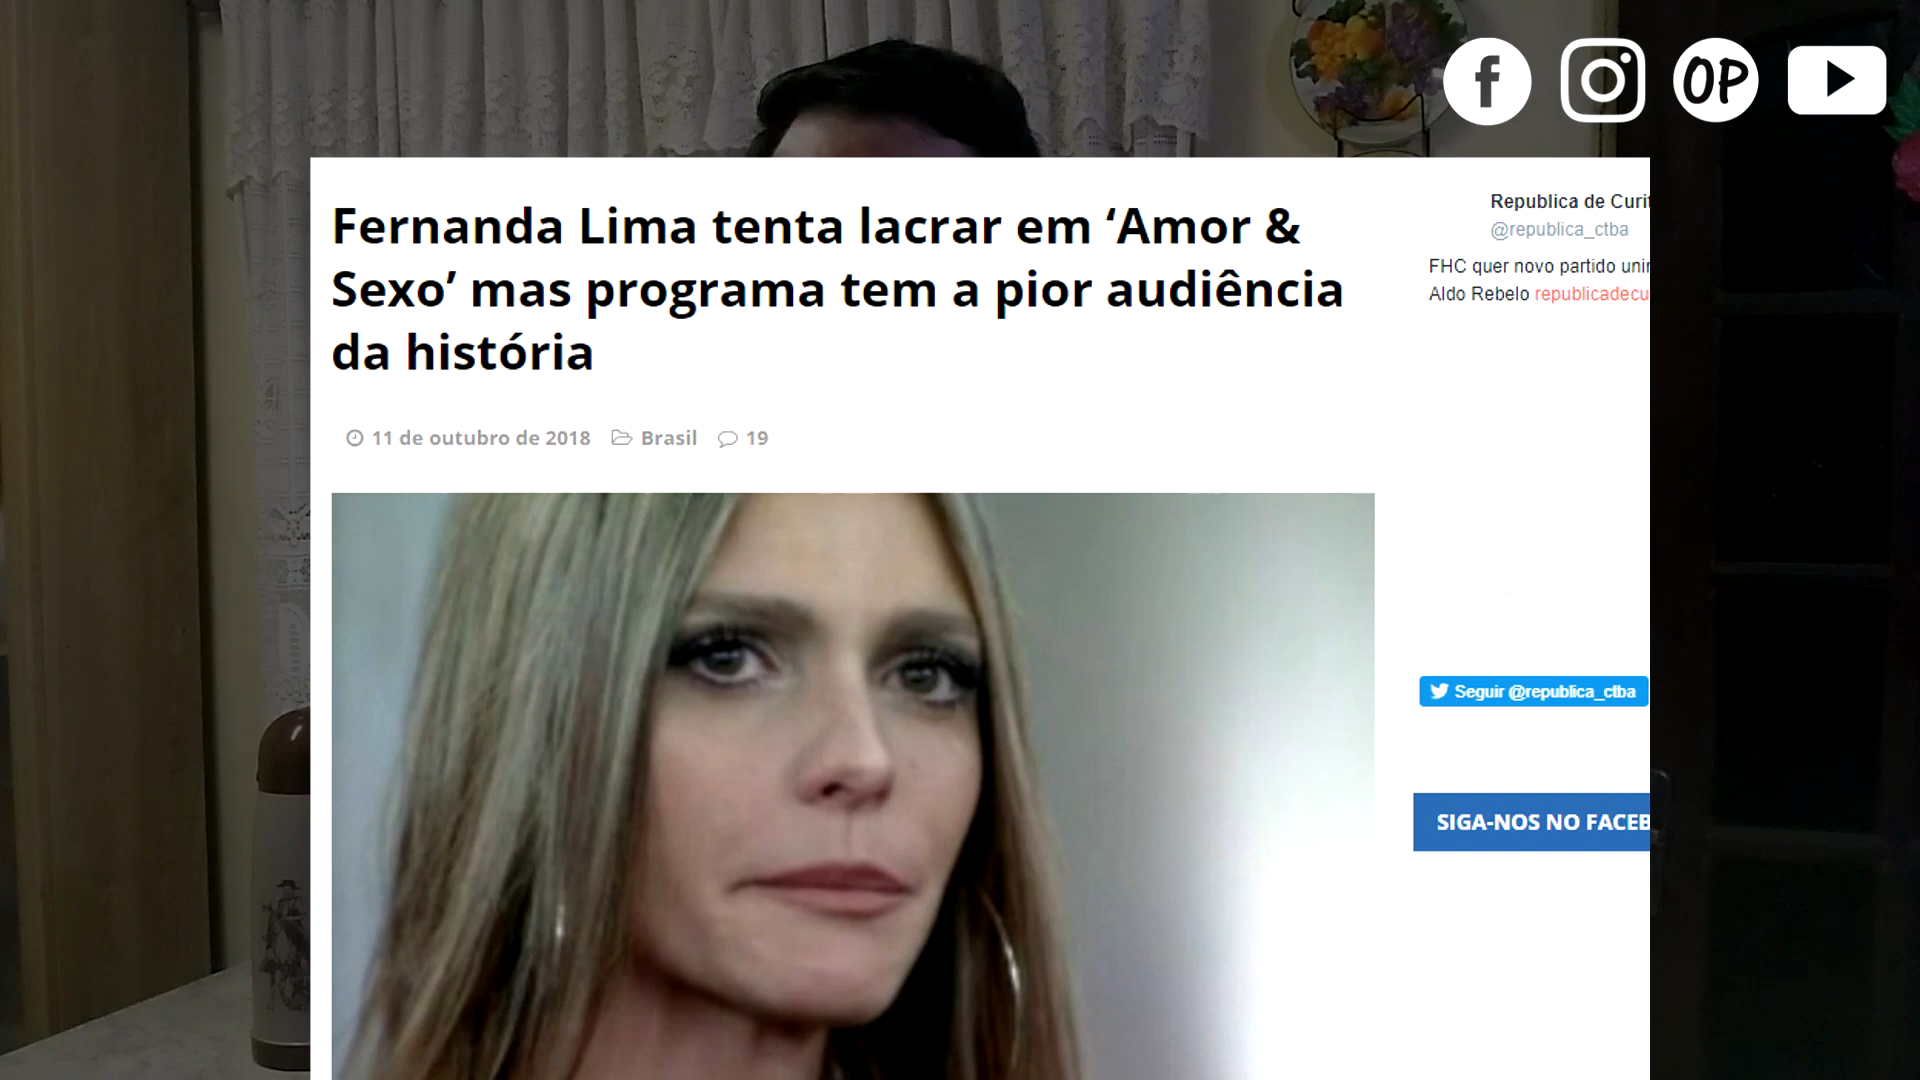 OP
Fernanda Lima tenta lacrar em ‘Amor &
Sexo’ mas programa tem a pior audiência
da história
11 de outubro de 2018 Brasil 19
Republica de Curit
@republica_ctba
FHC quer novo partido unir
Aldo Rebelo republicadecu
Seguir @republica_ctba
SIGA-NOS NO FACEB